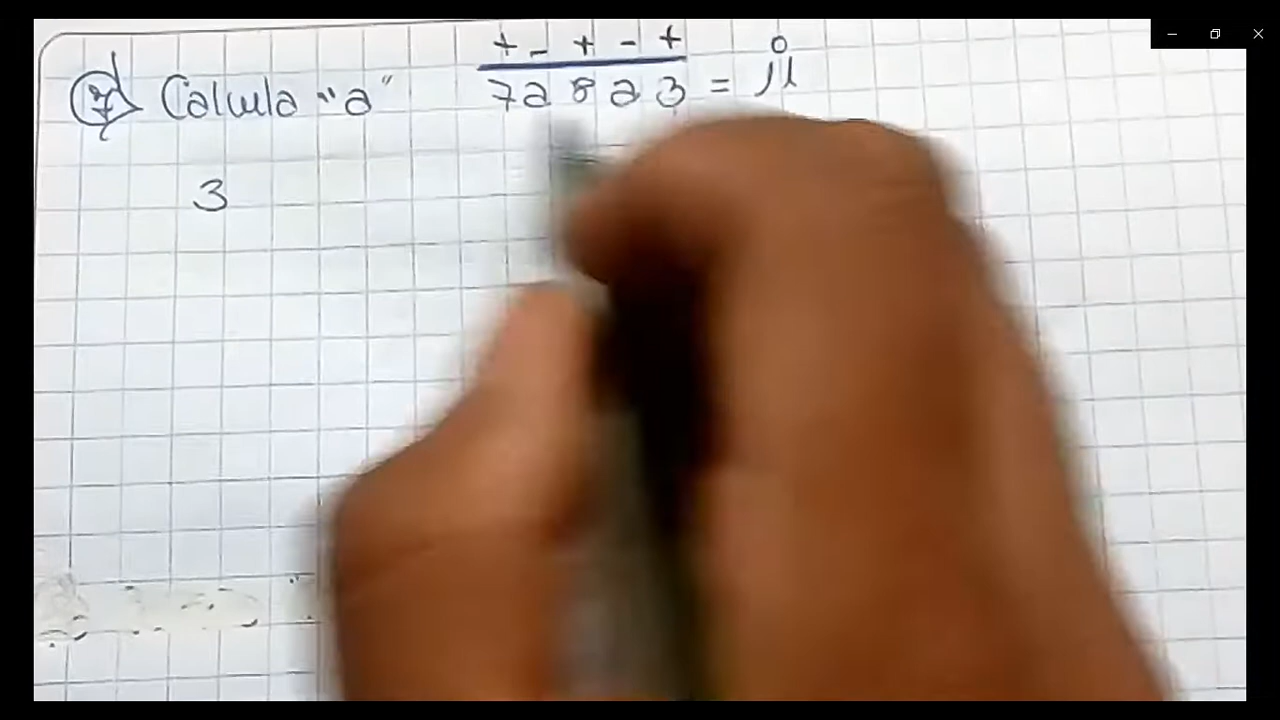 + - + - +
7) Calcula "a" 7a8a3 = 11°
3